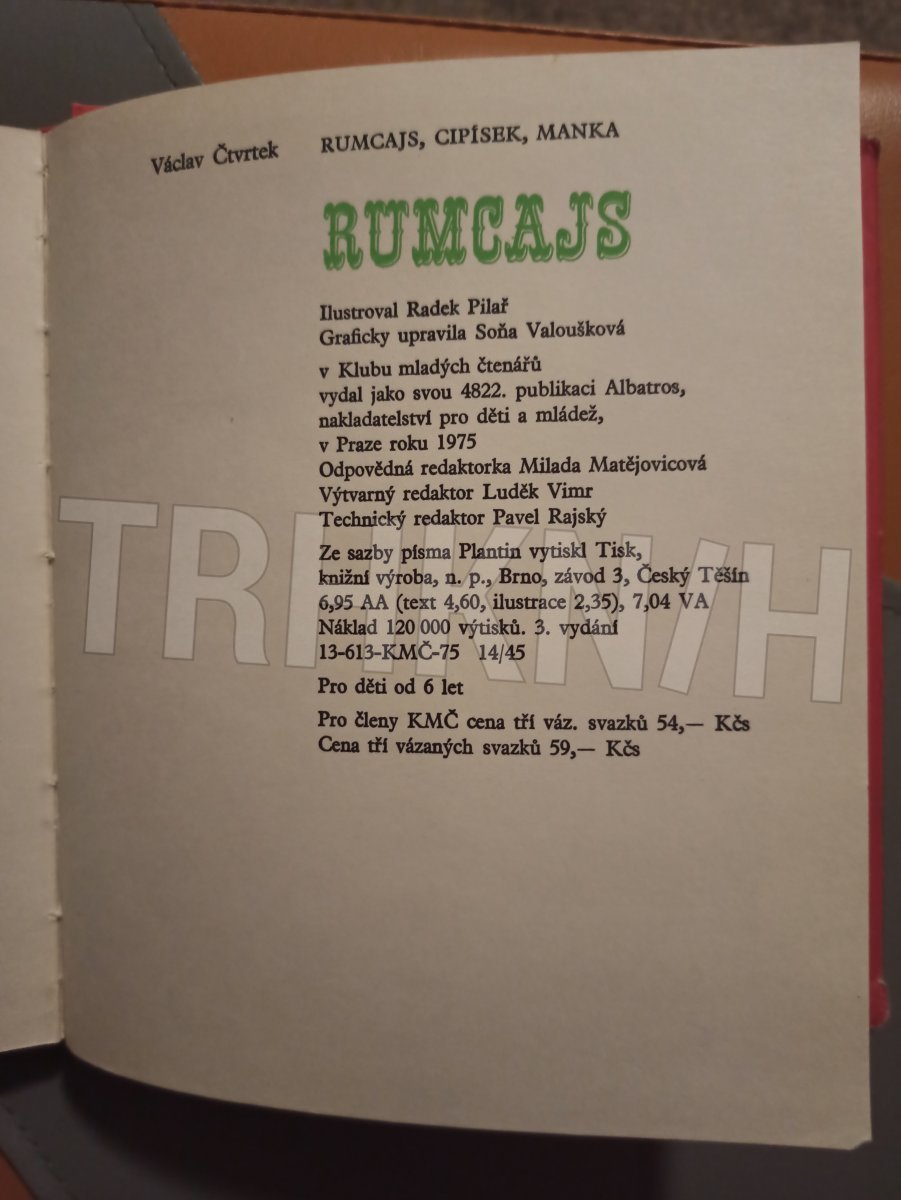 Václav Čtvrtek RUMCAJS, CIPÍSEK, MANKA
RUMCAJS
Ilustroval Radek Pilař
Graficky upravila Soňa Valoušková
v Klubu mladých čtenářů
vydal jako svou 4822. publikaci Albatros,
nakladatelství pro děti a mládež,
v Praze roku 1975
Odpovědná redaktorka Milada Matějovicová
Výtvarný redaktor Luděk Vimr
Technický redaktor Pavel Rajský
Ze sazby písma Plantin vytiskl Tisk,
knižní výroba, n. p., Brno, závod 3, Český Těšín
6,95 AA (text 4,60, ilustrace 2,35), 7,04 VA
Náklad 120 000 výtisků. 3. vydání
13-613-KMČ-75 14/45
Pro děti od 6 let
Pro členy KMČ cena tří váz. svazků 54,— Kčs
Cena tří vázaných svazků 59,— Kčs